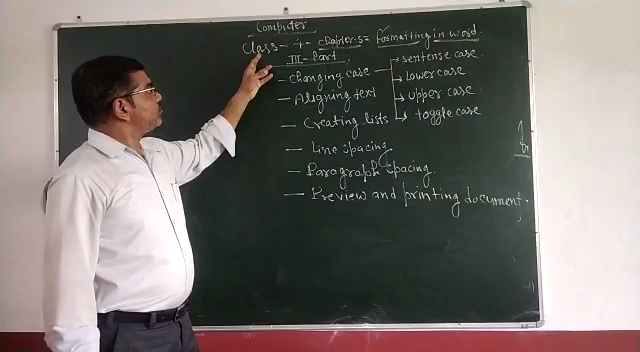 Computer
Class - 4 - chapter-5 = Formatting in word.
III - Part
- Changing case
sentence case
Lower case
Upper case.
toggle case
- Aligning text
- Creating lists
- Line spacing
- Paragraph spacing.
- Preview and printing document.